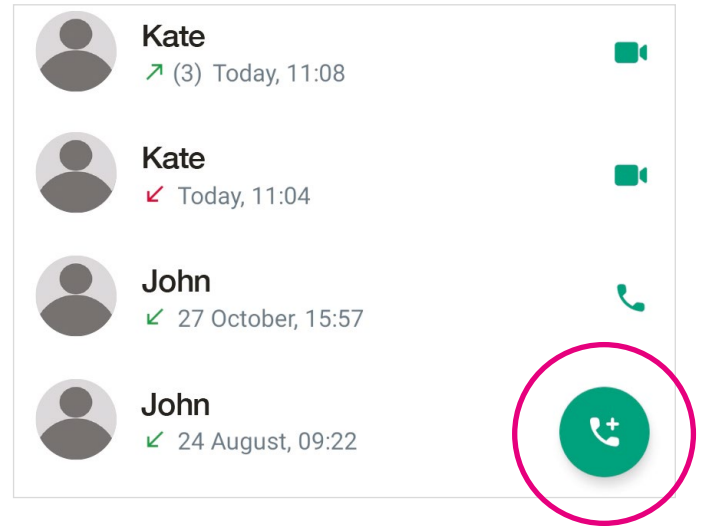 Kate
(3) Today, 11:08
Kate
Today, 11:04
John
27 October, 15:57
John
24 August, 09:22